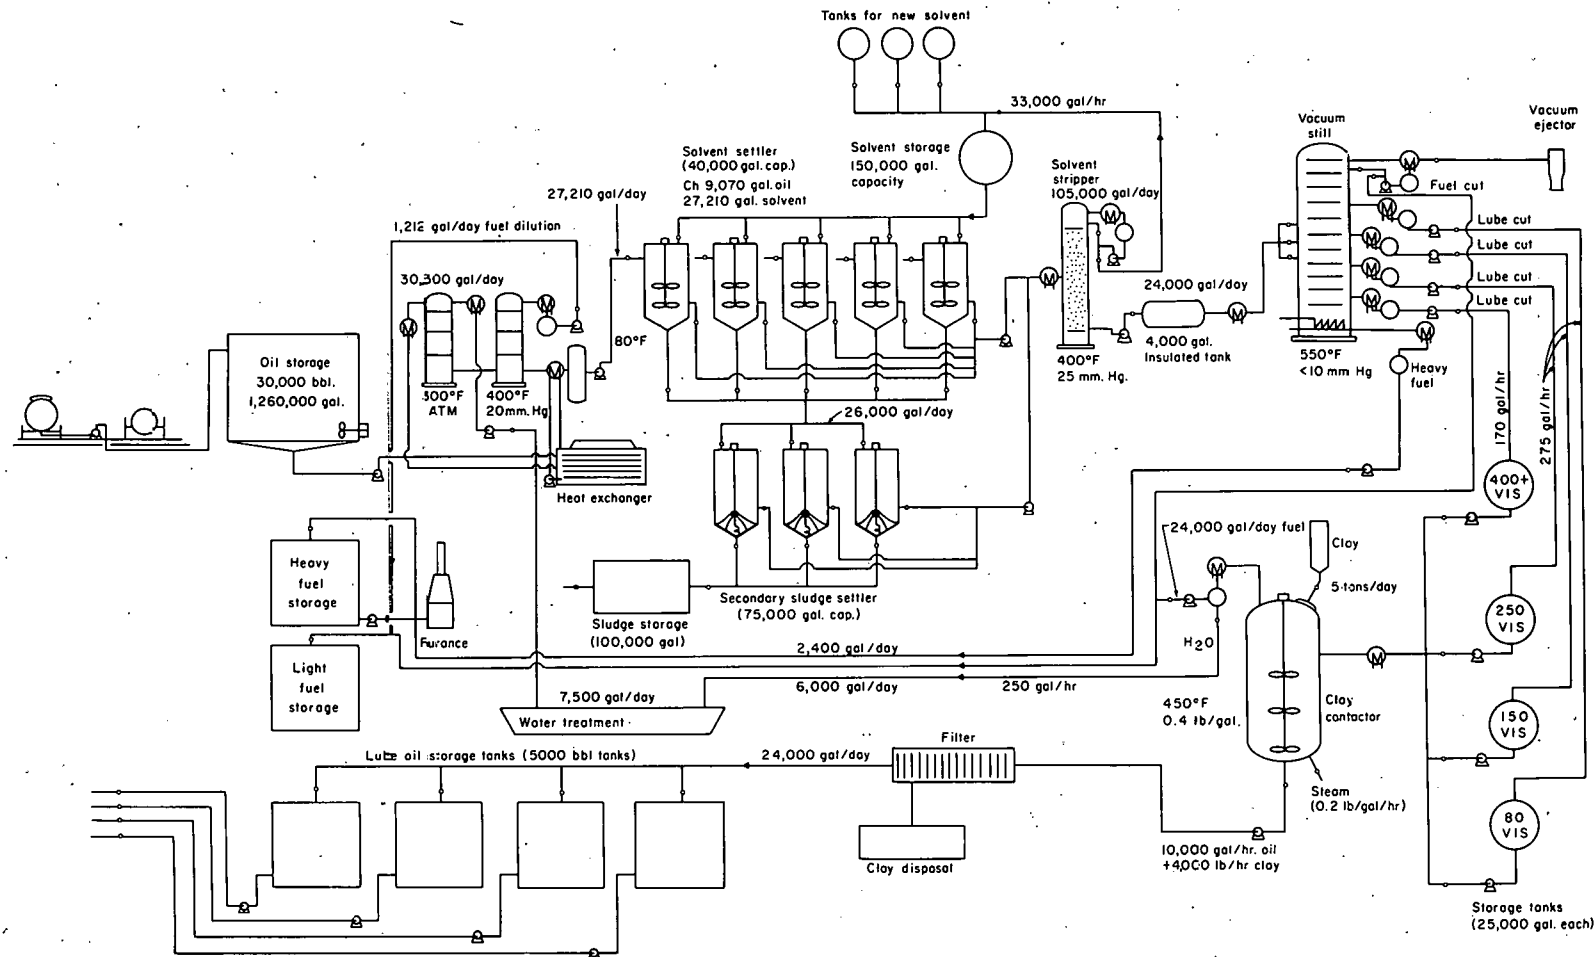 Tanks for new solvent
33,000 gal/hr
Vacuum
ejector
Vacuum
still
Solvent settler
(40,000 gal. cap.)
Ch 9,070 gal. oil
27,210 gal. solvent
Solvent storage
150,000 gal.
capacity
Solvent
stripper
105,000 gal/day
27,210 gal/day
Fuel cut
1,212 gal/day fuel dilution
Lube cut
Lube cut
Lube cut
Lube cut
30,300 gal/day
24,000 gal/day
80°F
Oil storage
30,000 bbl.
1,260,000 gal.
4,000 gal.
Insulated tank
400°F
25 mm. Hg.
550°F
<10 mm Hg
Heavy
fuel
300°F
ATM
400°F
20mm. Hg
26,000 gal/day
170 gal/hr
275 gal/hr
Heat exchanger
400+
VIS
24,000 gal/day fuel
Clay
5 tons/day
Heavy
fuel
storage
Furance
Sludge storage
(100,000 gal)
Secondary sludge settler
(75,000 gal. cap.)
250
VIS
H2O
2,400 gal/day
Light
fuel
storage
6,000 gal/day
250 gal/hr
7,500 gal/day
Water treatment
450°F
0.4 lb/gal.
Clay
contactor
150
VIS
Filter
Lube oil storage tanks (5000 bbl tanks)
24,000 gal/day
Steam
(0.2 lb/gal/hr)
80
VIS
10,000 gal/hr. oil
+4,000 lb/hr clay
Clay disposal
Storage tanks
(25,000 gal. each)